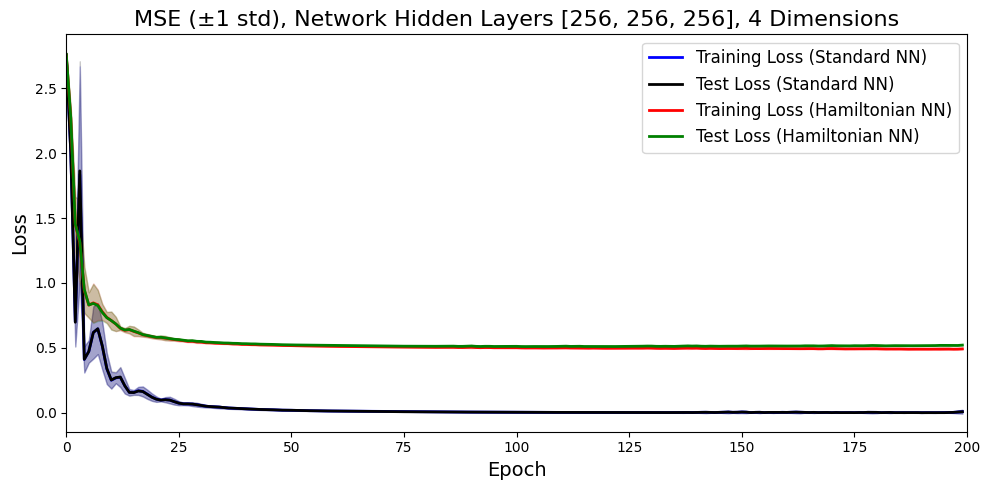 MSE (±1 std), Network Hidden Layers [256, 256, 256], 4 Dimensions
Training Loss (Standard NN)
Test Loss (Standard NN)
Training Loss (Hamiltonian NN)
Test Loss (Hamiltonian NN)
Loss
2.5
2.0
1.5
1.0
0.5
0.0
0 25 50 75 100 125 150 175 200
Epoch